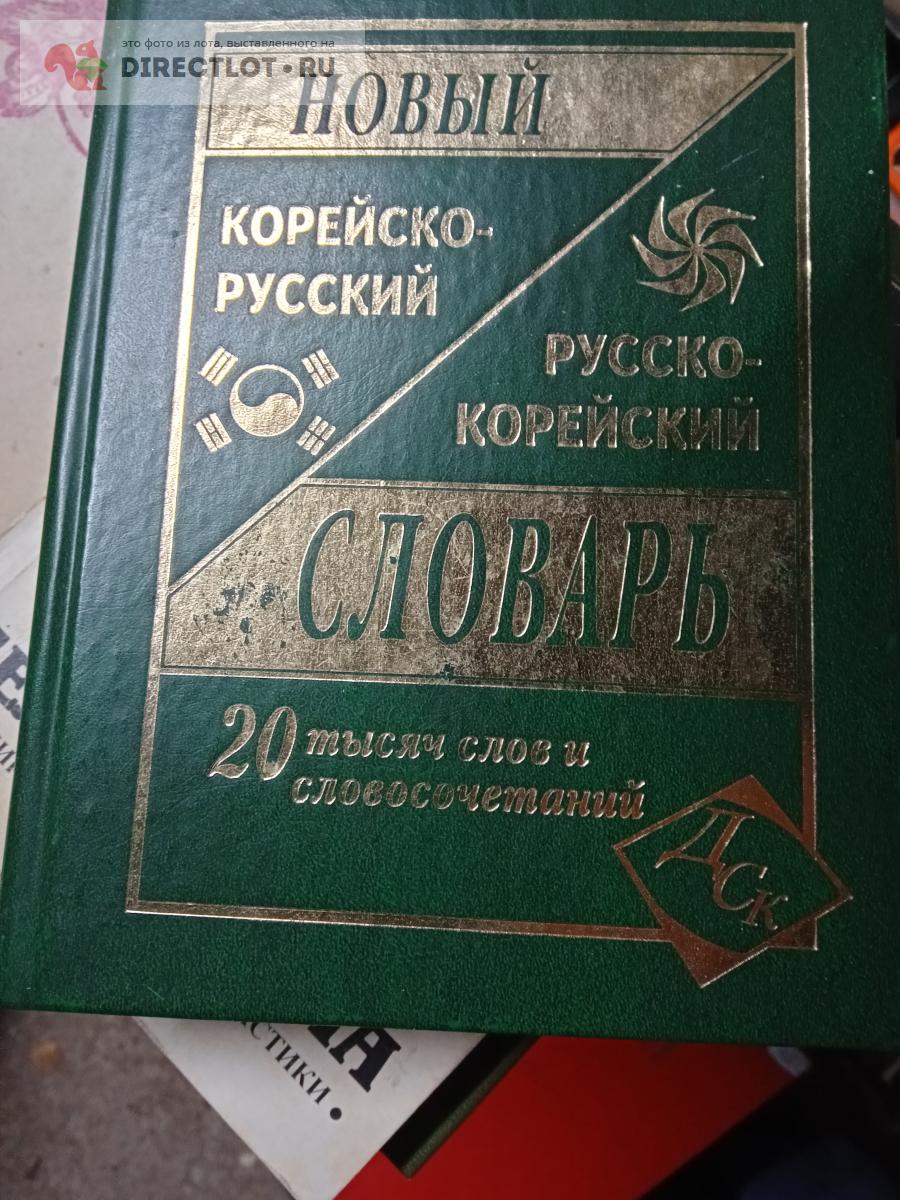 это фото из лота, выставленного на
DIRECTLOT.RU
НОВЫЙ
КОРЕЙСКО-
РУССКИЙ
РУССКО-
КОРЕЙСКИЙ
СЛОВАРЬ
20 тысяч слов и
словосочетаний
ДСК